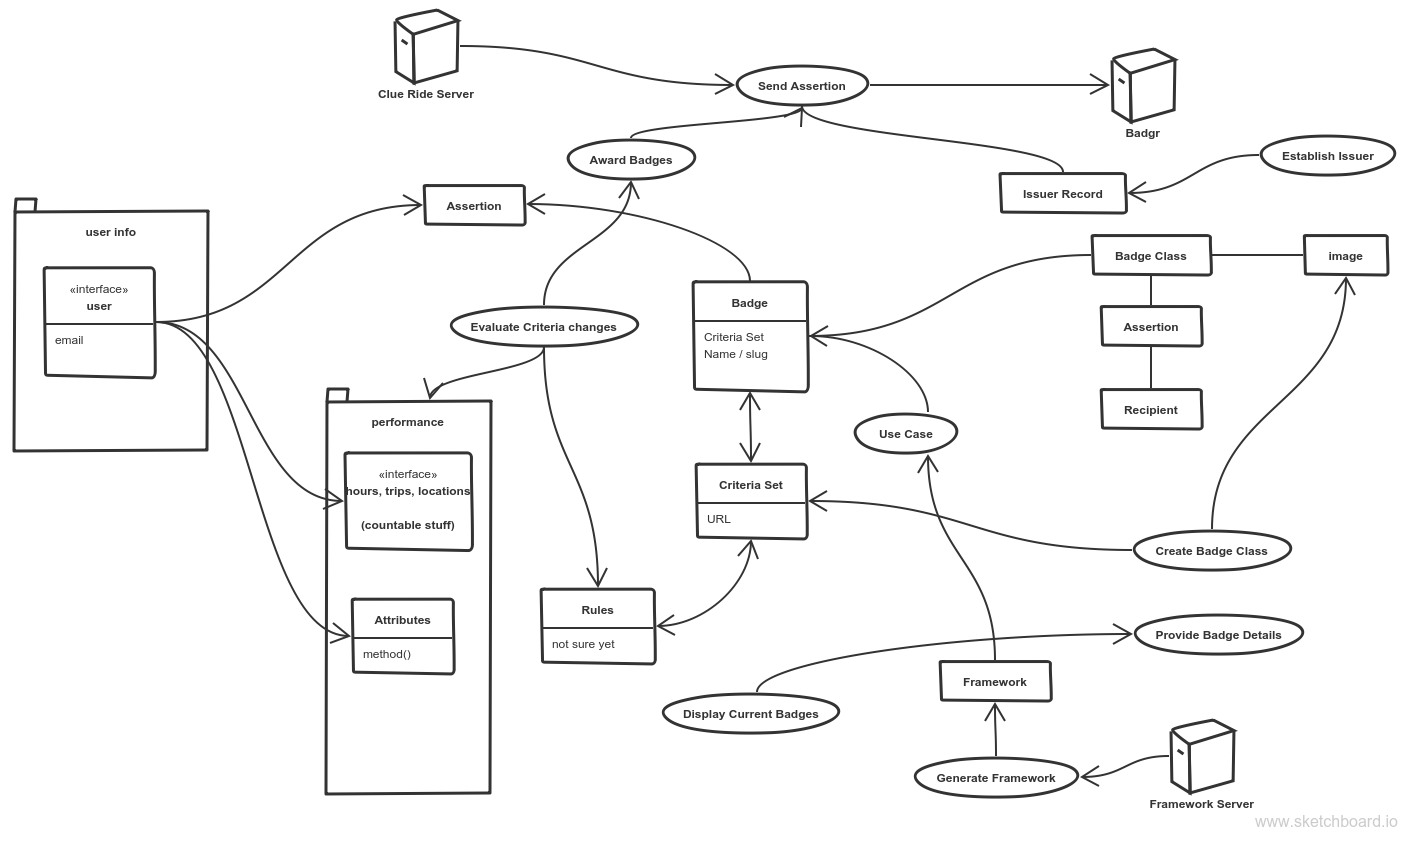 Clue Ride Server
Send Assertion
Badgr
Award Badges
Establish Issuer
Issuer Record
Assertion
user info
«interface»
user
email
Badge Class
image
Assertion
Recipient
Badge
Criteria Set
Name / slug
Evaluate Criteria changes
performance
«interface»
hours, trips, locations
(countable stuff)
Attributes
method()
Use Case
Criteria Set
URL
Create Badge Class
Rules
not sure yet
Provide Badge Details
Framework
Display Current Badges
Generate Framework
Framework Server
www.sketchboard.io